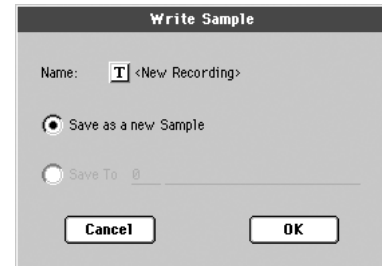 Write Sample
Name: T <New Recording>
Save as a new Sample
Save To 0
Cancel OK